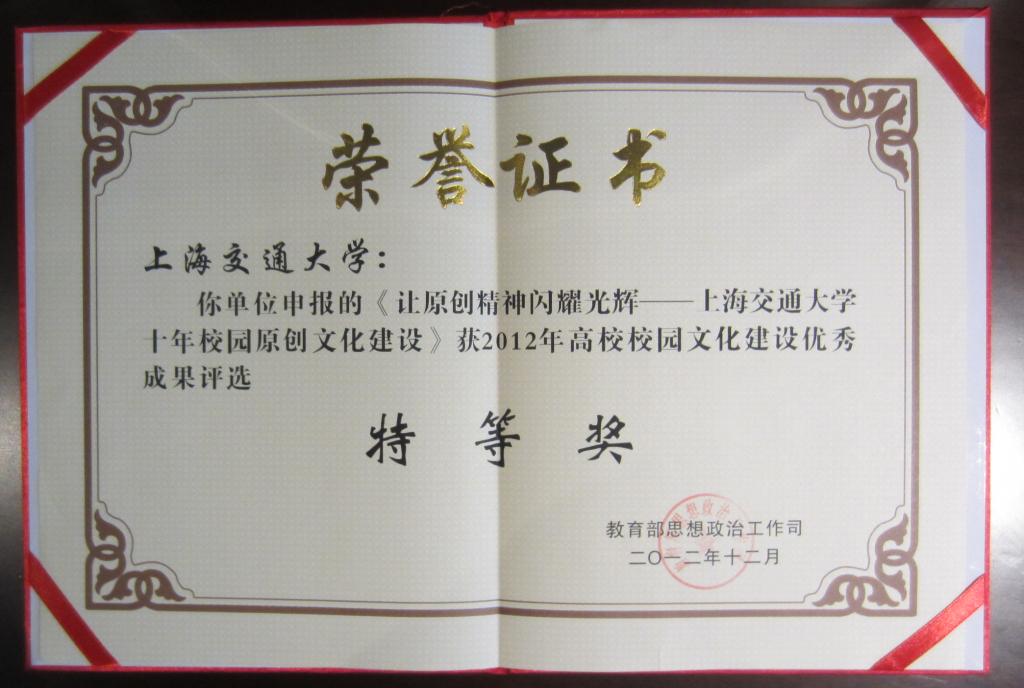 荣誉证书
上海交通大学：
你单位申报的《让原创精神闪耀光辉——上海交通大学
十年校园原创文化建设》获2012年高校校园文化建设优秀
成果评选
特等奖
教育部思想政治工作司
二〇一二年十二月